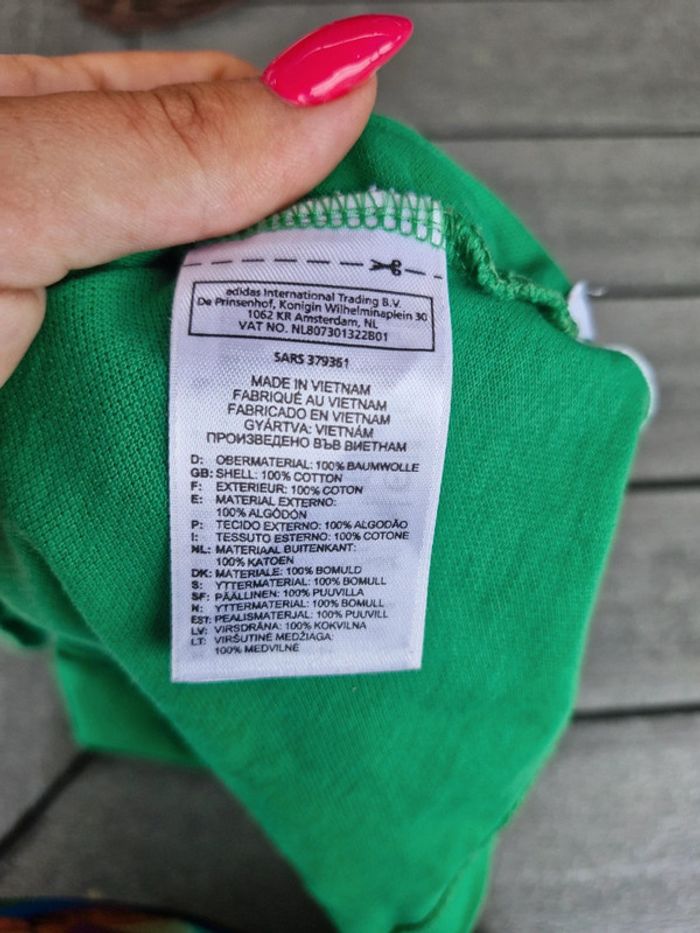 adidas International Trading B.V.
De Prinsenhof, Konigin Wilhelminaplein 30
1062 KR Amsterdam, NL
VAT NO. NL807301322B01
SARS 379361
MADE IN VIETNAM
FABRIQUÉ AU VIETNAM
FABRICADO EN VIETNAM
GYÁRTVA: VIETNÁM
ПРОИЗВЕДЕНО ВЪВ ВИЕТНАМ
D: OBERMATERIAL: 100% BAUMWOLLE
GB: SHELL: 100% COTTON
F: EXTERIEUR: 100% COTON
E: MATERIAL EXTERNO:
100% ALGODÓN
P: TECIDO EXTERNO: 100% ALGODÃO
I: TESSUTO ESTERNO: 100% COTONE
NL: MATERIAAL BUITENKANT:
100% KATOEN
DK: MATERIALE: 100% BOMULD
S: YTTERMATERIAL: 100% BOMULL
SF: PÄÄLLINEN: 100% PUUVILLA
N: YTTERMATERIAL: 100% BOMULL
EST: PEALISMATERJAL: 100% PUUVILL
LV: VIRSDRĀNA: 100% KOKVILNA
LT: VIRŠUTINĖ MEDŽIAGA:
100% MEDVILNĖ